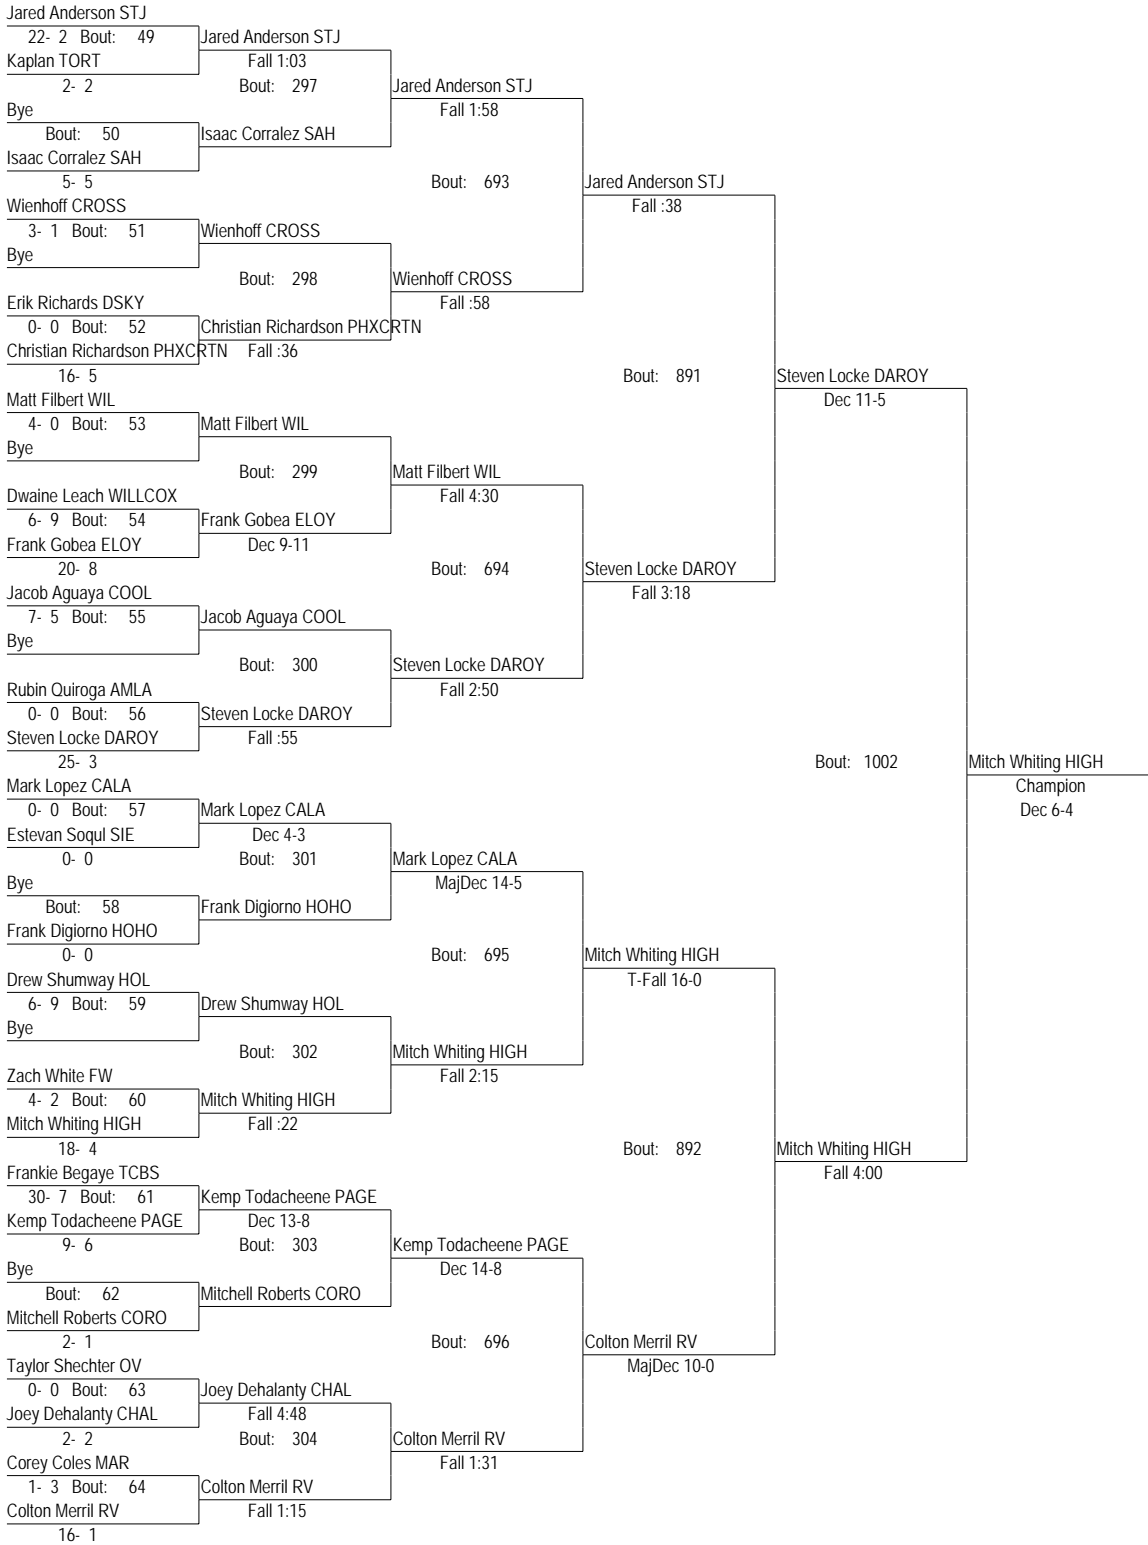 Jared Anderson STJ
22- 2 Bout: 49
Jared Anderson STJ
Kaplan TORT
Fall 1:03
2- 2
Bout: 297
Jared Anderson STJ
Bye
Fall 1:58
Bout: 50
Isaac Corralez SAH
Isaac Corralez SAH
5- 5
Bout: 693
Jared Anderson STJ
Wienhoff CROSS
Fall :38
3- 1 Bout: 51
Wienhoff CROSS
Bye
Bout: 298
Wienhoff CROSS
Erik Richards DSKY
Fall :58
0- 0 Bout: 52
Christian Richardson PHXCRTN
Christian Richardson PHXCRTN
Fall :36
16- 5
Bout: 891
Steven Locke DAROY
Matt Filbert WIL
Dec 11-5
4- 0 Bout: 53
Matt Filbert WIL
Bye
Bout: 299
Matt Filbert WIL
Dwaine Leach WILLCOX
Fall 4:30
6- 9 Bout: 54
Frank Gobea ELOY
Frank Gobea ELOY
Dec 9-11
20- 8
Bout: 694
Steven Locke DAROY
Jacob Aguaya COOL
Fall 3:18
7- 5 Bout: 55
Jacob Aguaya COOL
Bye
Bout: 300
Steven Locke DAROY
Rubin Quiroga AMLA
Fall 2:50
0- 0 Bout: 56
Steven Locke DAROY
Steven Locke DAROY
Fall :55
25- 3
Bout: 1002
Mitch Whiting HIGH
Mark Lopez CALA
Champion
0- 0 Bout: 57
Mark Lopez CALA
Dec 6-4
Estevan Soqul SIE
Dec 4-3
0- 0
Bout: 301
Mark Lopez CALA
Bye
MajDec 14-5
Bout: 58
Frank Digiorno HOHO
Frank Digiorno HOHO
0- 0
Bout: 695
Mitch Whiting HIGH
Drew Shumway HOL
T-Fall 16-0
6- 9 Bout: 59
Drew Shumway HOL
Bye
Bout: 302
Mitch Whiting HIGH
Zach White FW
Fall 2:15
4- 2 Bout: 60
Mitch Whiting HIGH
Mitch Whiting HIGH
Fall :22
18- 4
Bout: 892
Mitch Whiting HIGH
Frankie Begaye TCBS
Fall 4:00
30- 7 Bout: 61
Kemp Todacheene PAGE
Kemp Todacheene PAGE
Dec 13-8
9- 6
Bout: 303
Kemp Todacheene PAGE
Bye
Dec 14-8
Bout: 62
Mitchell Roberts CORO
Mitchell Roberts CORO
2- 1
Bout: 696
Colton Merril RV
Taylor Shechter OV
MajDec 10-0
0- 0 Bout: 63
Joey Dehalanty CHAL
Joey Dehalanty CHAL
Fall 4:48
2- 2
Bout: 304
Colton Merril RV
Corey Coles MAR
Fall 1:31
1- 3 Bout: 64
Colton Merril RV
Colton Merril RV
Fall 1:15
16- 1